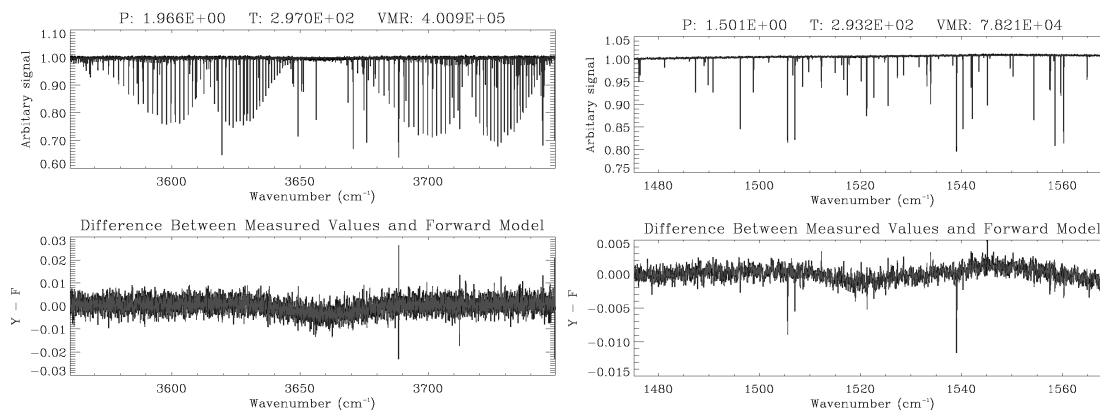 P: 1.966E+00 T: 2.970E+02 VMR: 4.009E+05
1.10
1.00
0.90
0.80
0.70
0.60
Arbitary signal
3600 3650 3700
Wavenumber (cm⁻¹)
Difference Between Measured Values and Forward Model
0.03
0.02
0.01
0.00
−0.01
−0.02
−0.03
Y − F
3600 3650 3700
Wavenumber (cm⁻¹)
P: 1.501E+00 T: 2.932E+02 VMR: 7.821E+04
1.05
1.00
0.95
0.90
0.85
0.80
0.75
Arbitary signal
1480 1500 1520 1540 1560
Wavenumber (cm⁻¹)
Difference Between Measured Values and Forward Model
0.005
0.000
−0.005
−0.010
−0.015
Y − F
1480 1500 1520 1540 1560
Wavenumber (cm⁻¹)